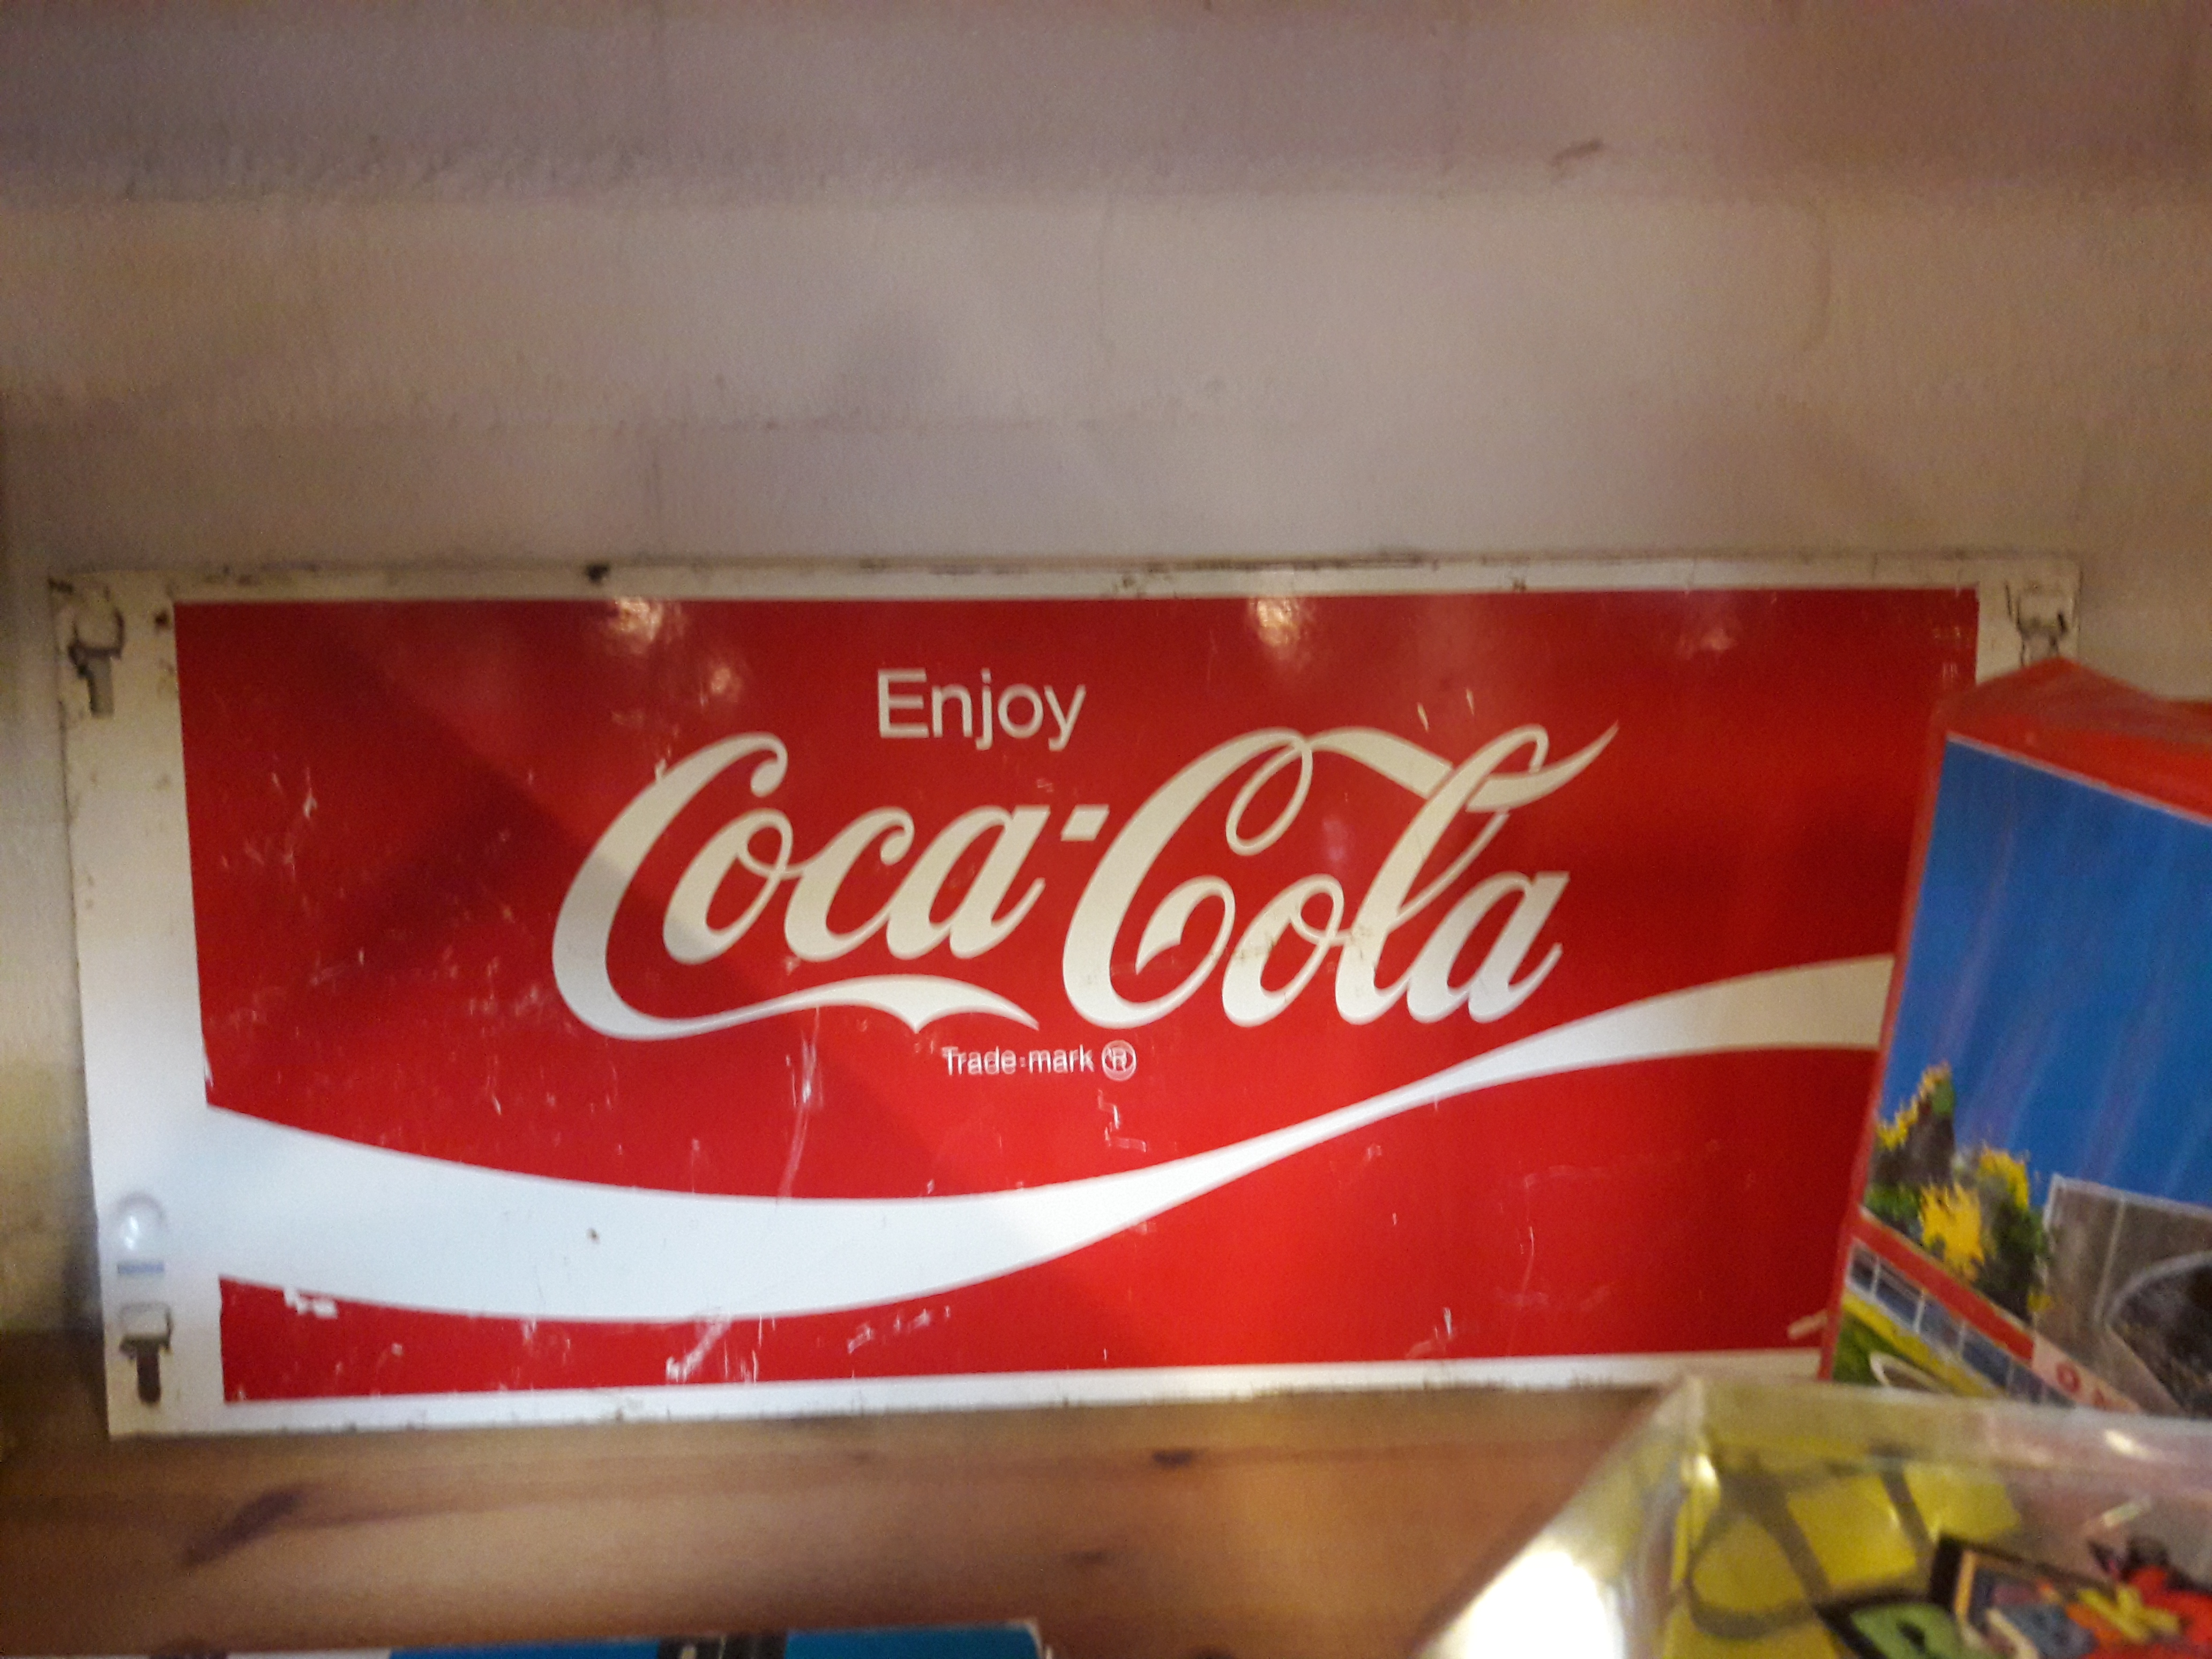 Enjoy
Coca-Cola
Trade-mark ®